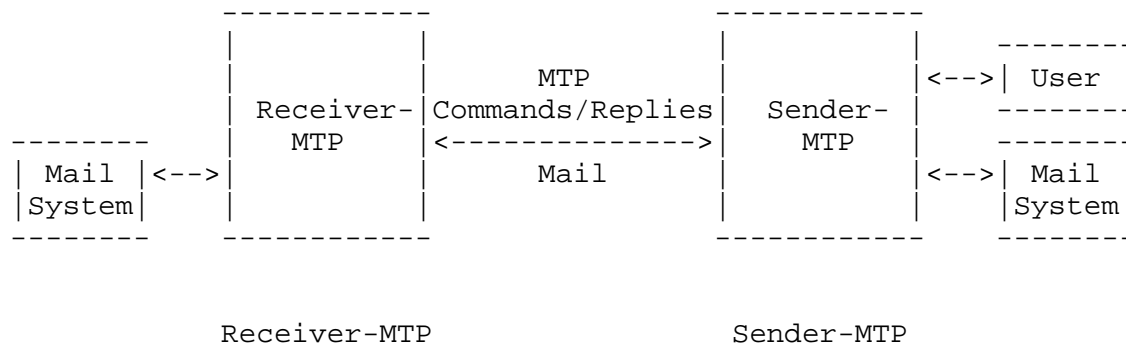 MTP
<--> User
Receiver- Commands/Replies Sender-
MTP <--------------> MTP
Mail <--> Mail <--> Mail
System System
Receiver-MTP Sender-MTP